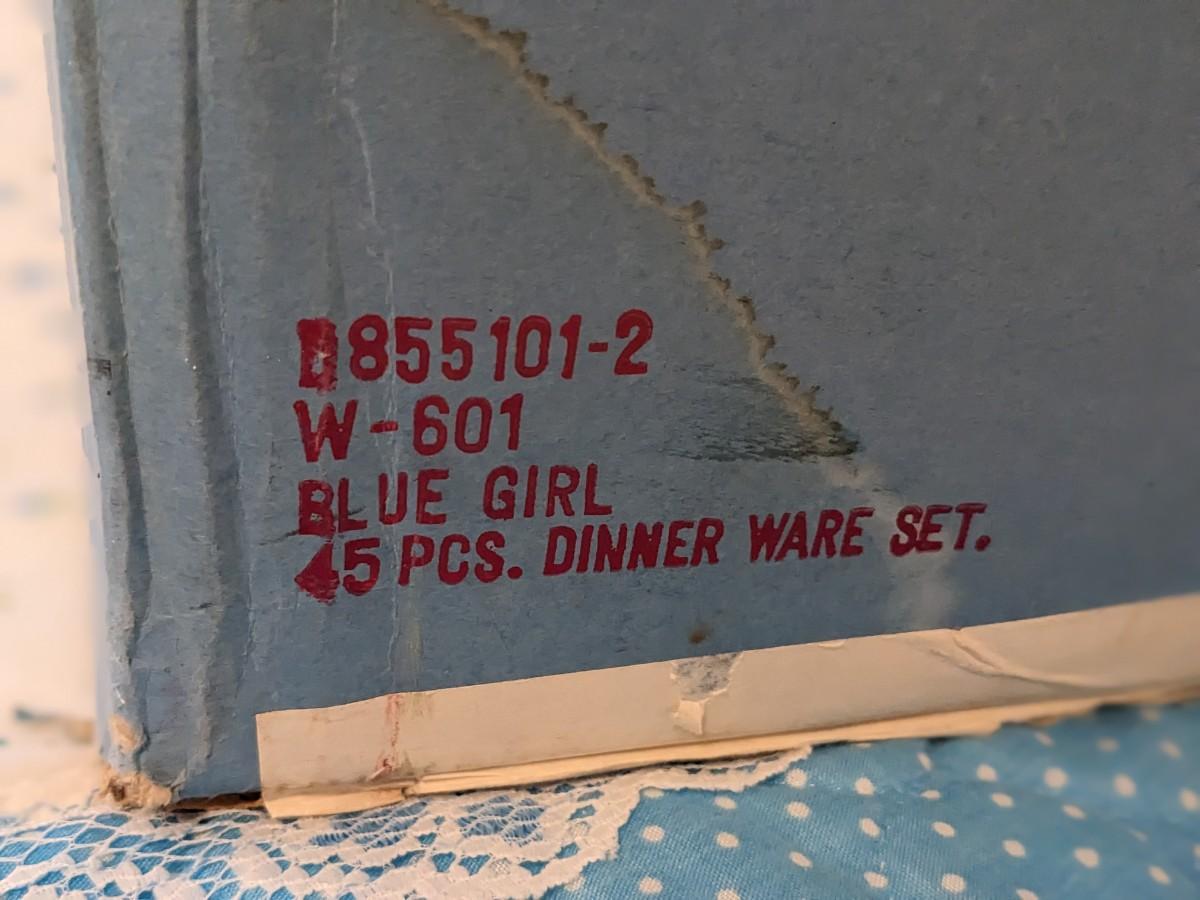 B855101-2
W-601
BLUE GIRL
45 PCS. DINNER WARE SET.